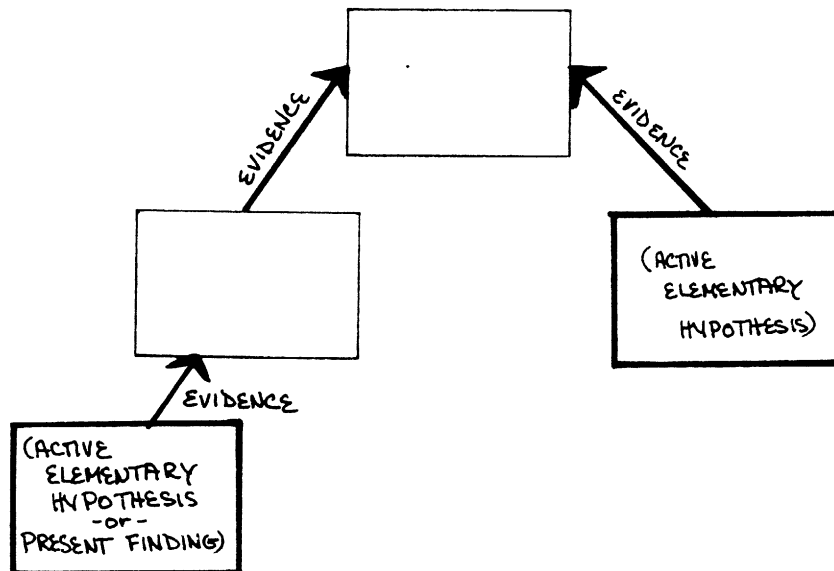 EVIDENCE
EVIDENCE
(ACTIVE
ELEMENTARY
HYPOTHESIS)
EVIDENCE
(ACTIVE
ELEMENTARY
HYPOTHESIS
-or-
PRESENT FINDING)